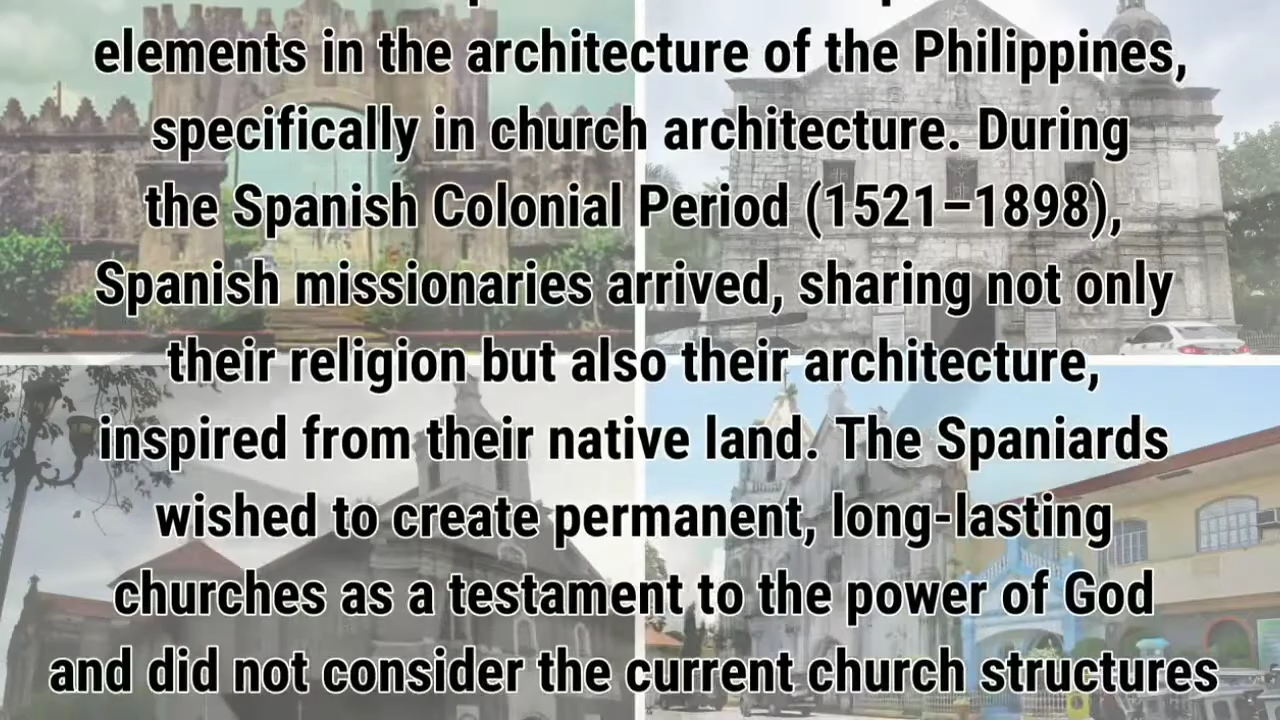 elements in the architecture of the Philippines,
specifically in church architecture. During
the Spanish Colonial Period (1521–1898),
Spanish missionaries arrived, sharing not only
their religion but also their architecture,
inspired from their native land. The Spaniards
wished to create permanent, long-lasting
churches as a testament to the power of God
and did not consider the current church structures